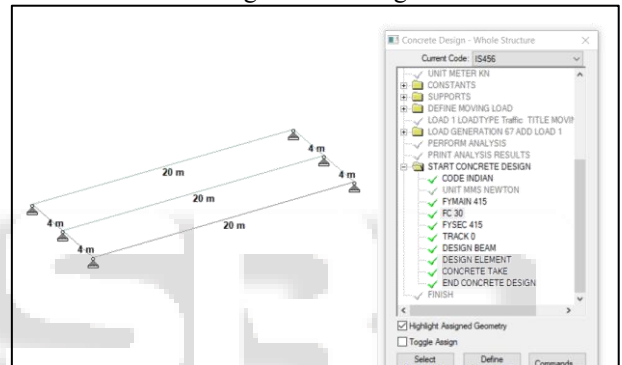 Concrete Design - Whole Structure
Current Code: IS456
UNIT METER KN
CONSTANTS
SUPPORTS
DEFINE MOVING LOAD
LOAD 1 LOADTYPE Traffic TITLE MOVIN
LOAD GENERATION 67 ADD LOAD 1
PERFORM ANALYSIS
PRINT ANALYSIS RESULTS
START CONCRETE DESIGN
CODE INDIAN
UNIT MMS NEWTON
FYMAIN 415
FC 30
FYSEC 415
TRACK 0
DESIGN BEAM
DESIGN ELEMENT
CONCRETE TAKE
END CONCRETE DESIGN
FINISH
Highlight Assigned Geometry
Toggle Assign
Select Define Commands
4 m
20 m
4 m
20 m
4 m
20 m
4 m